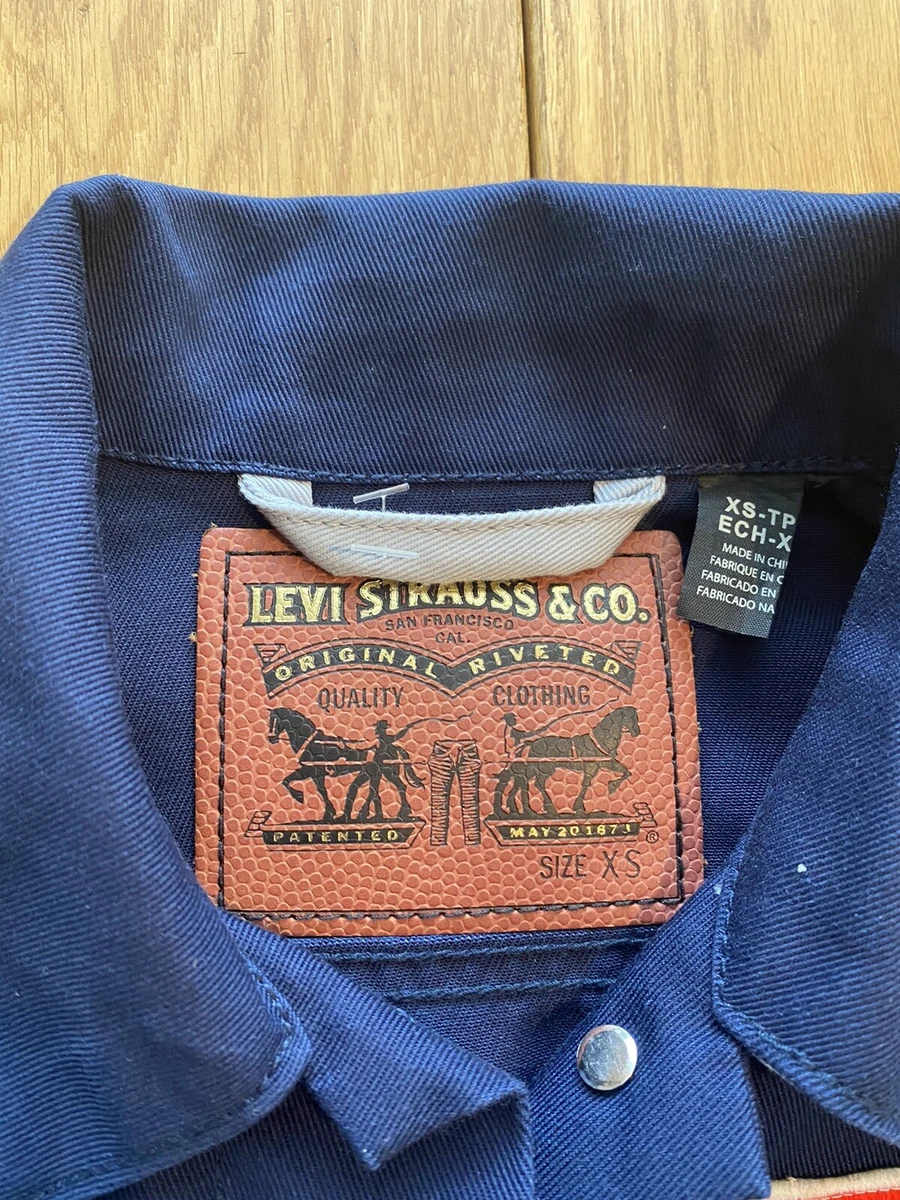 LEVI STRAUSS & CO.
SAN FRANCISCO
CAL.
ORIGINAL RIVETED
QUALITY CLOTHING
PATENTED MAY 20 1873
®
SIZE XS
XS-TP
ECH-X
MADE IN CHI
FABRIQUE EN C
FABRICADO EN
FABRICADO NA